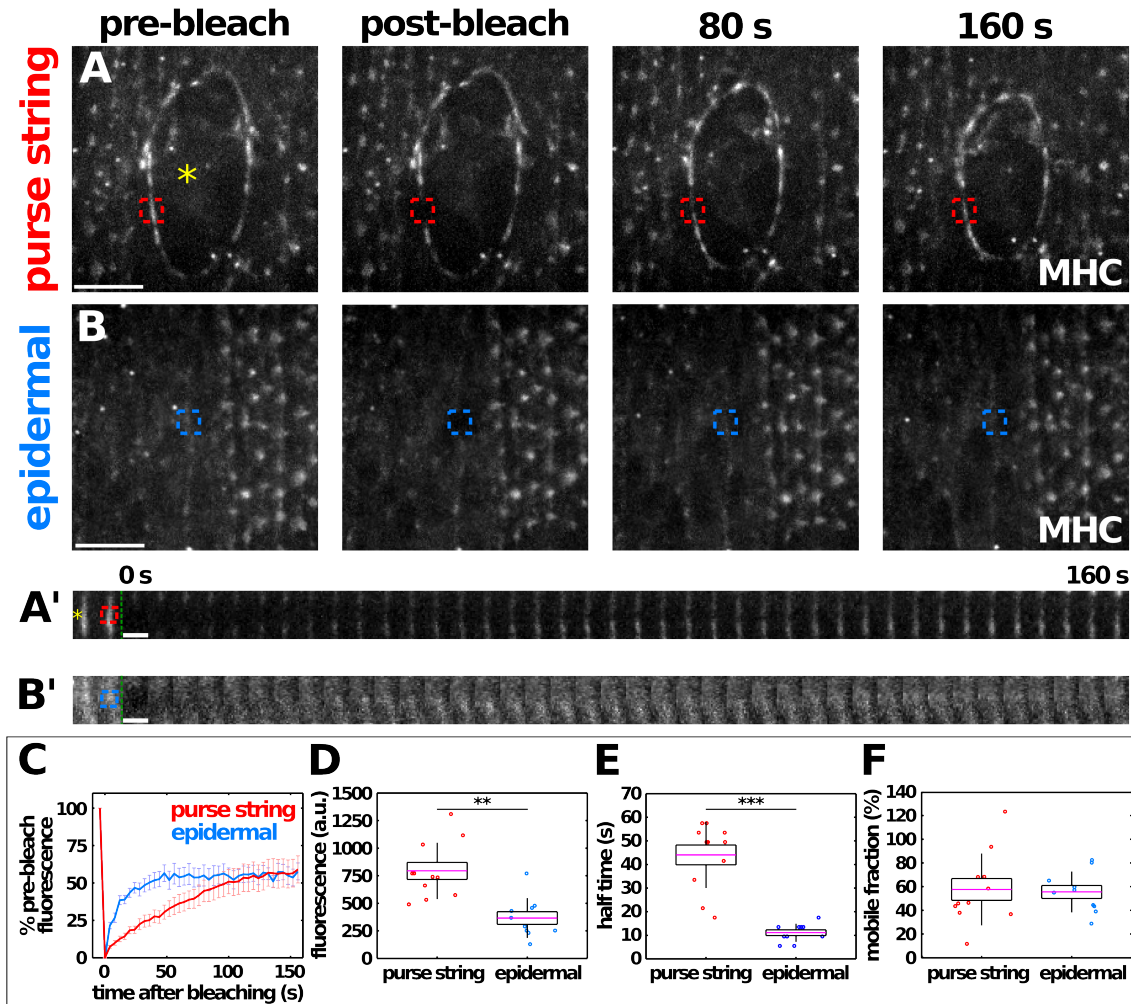 pre-bleach post-bleach 80 s 160 s
purse string
A
*
MHC
epidermal
B
MHC
0 s 160 s
A'
*
B'
C
% pre-bleach
fluorescence
100
75
50
25
0
0 50 100 150
time after bleaching (s)
purse string
epidermal
D
fluorescence (a.u.)
1500
1250
1000
750
500
250
0
**
purse string epidermal
E
half time (s)
70
60
50
40
30
20
10
0
***
purse string epidermal
F
mobile fraction (%)
140
120
100
80
60
40
20
0
purse string epidermal